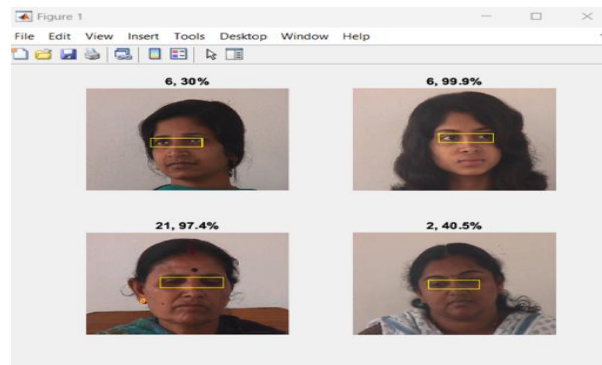 Figure 1
File Edit View Insert Tools Desktop Window Help
6, 30%
6, 99.9%
21, 97.4%
2, 40.5%